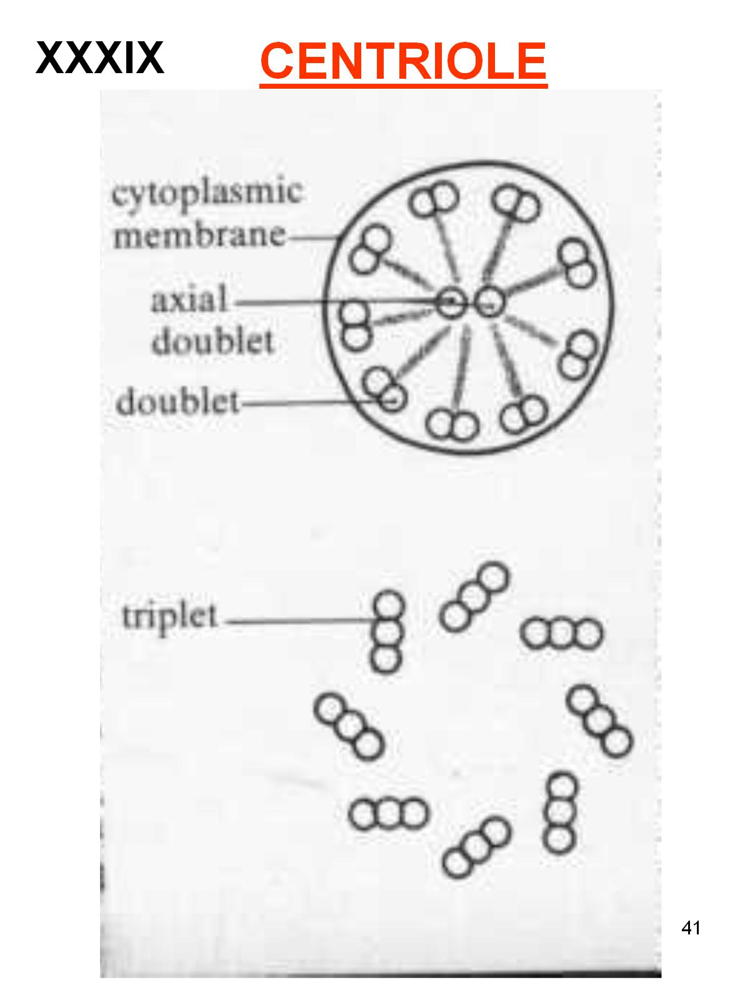 XXXIX
CENTRIOLE
cytoplasmic
membrane
axial
doublet
doublet
triplet
41